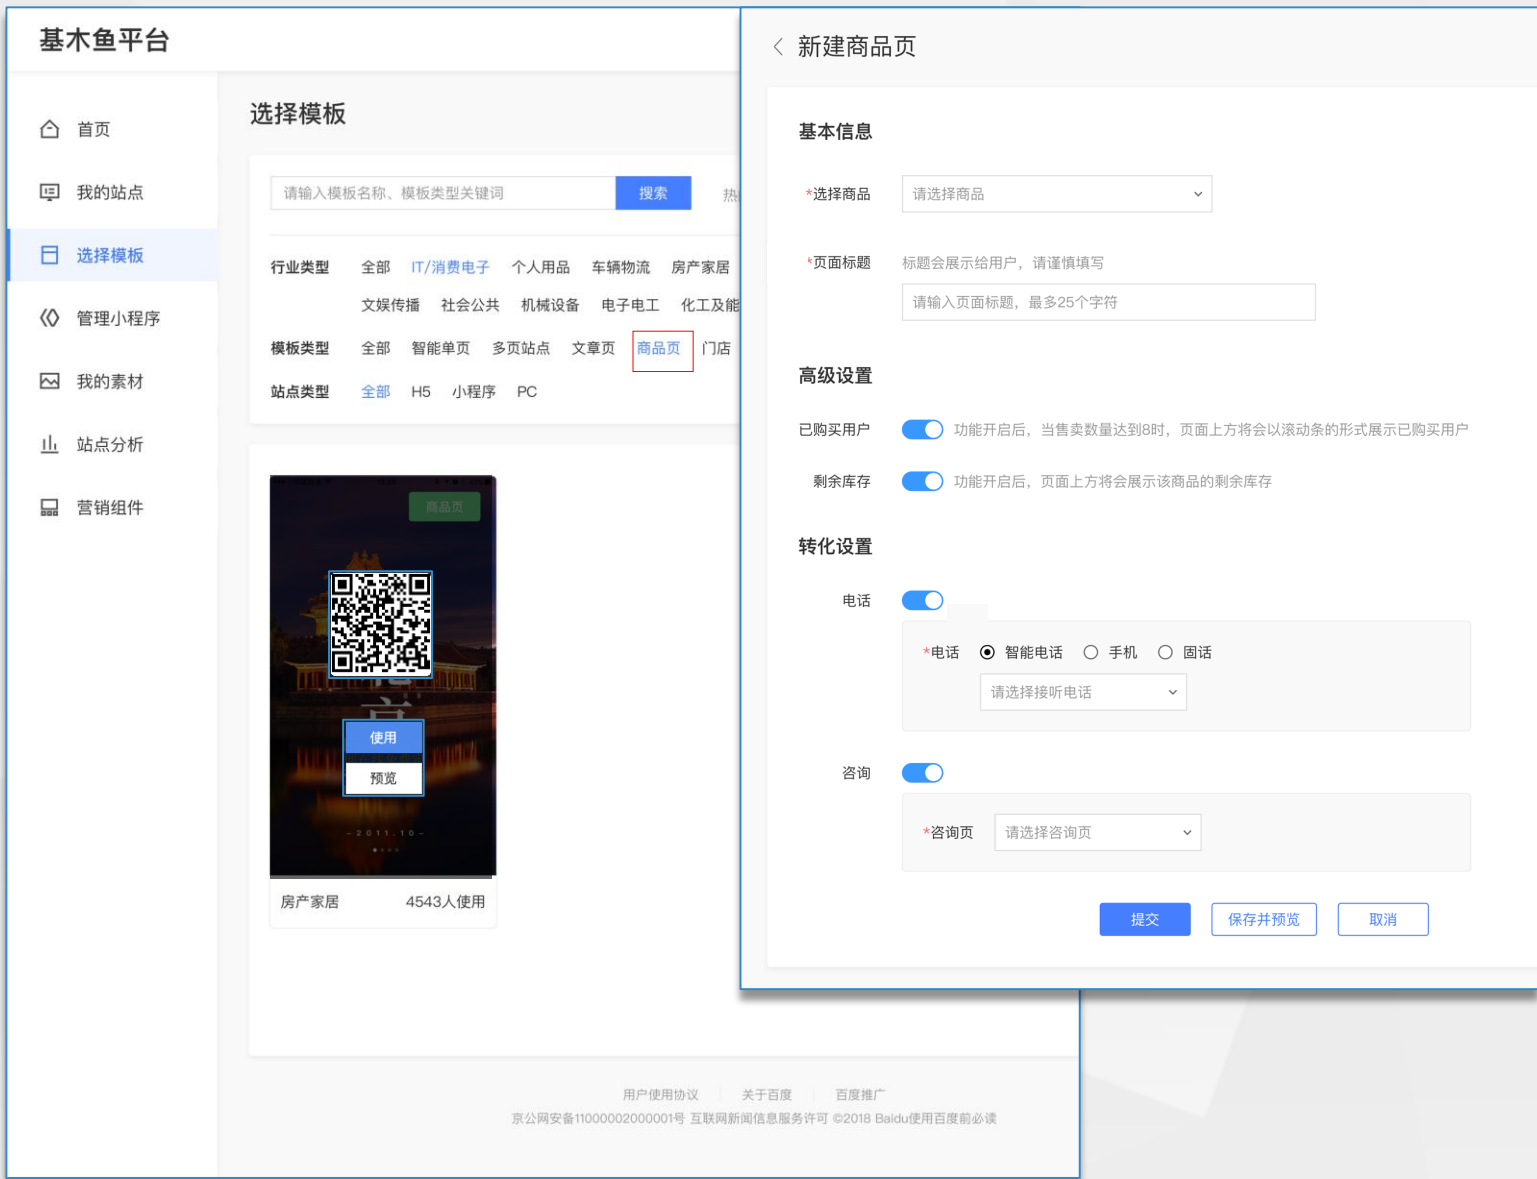 基木鱼平台
首页
我的站点
选择模板
管理小程序
我的素材
站点分析
营销组件
选择模板
请输入模板名称、模板类型关键词
搜索
热
行业类型 全部 IT/消费电子 个人用品 车辆物流 房产家居
文娱传播 社会公共 机械设备 电子电工 化工及能
模板类型 全部 智能单页 多页站点 文章页 商品页 门店
站点类型 全部 H5 小程序 PC
商品页
使用
预览
-2011.10-
房产家居 4543人使用
用户使用协议 关于百度 百度推广
京公网安备11000002000001号 互联网新闻信息服务许可 ©2018 Baidu使用百度前必读
新建商品页
基本信息
*选择商品 请选择商品
*页面标题 标题会展示给用户，请谨慎填写
请输入页面标题，最多25个字符
高级设置
已购买用户 功能开启后，当售卖数量达到8时，页面上方将会以滚动条的形式展示已购买用户
剩余库存 功能开启后，页面上方将会展示该商品的剩余库存
转化设置
电话
*电话 智能电话 手机 固话
请选择接听电话
咨询
*咨询页 请选择咨询页
提交 保存并预览 取消